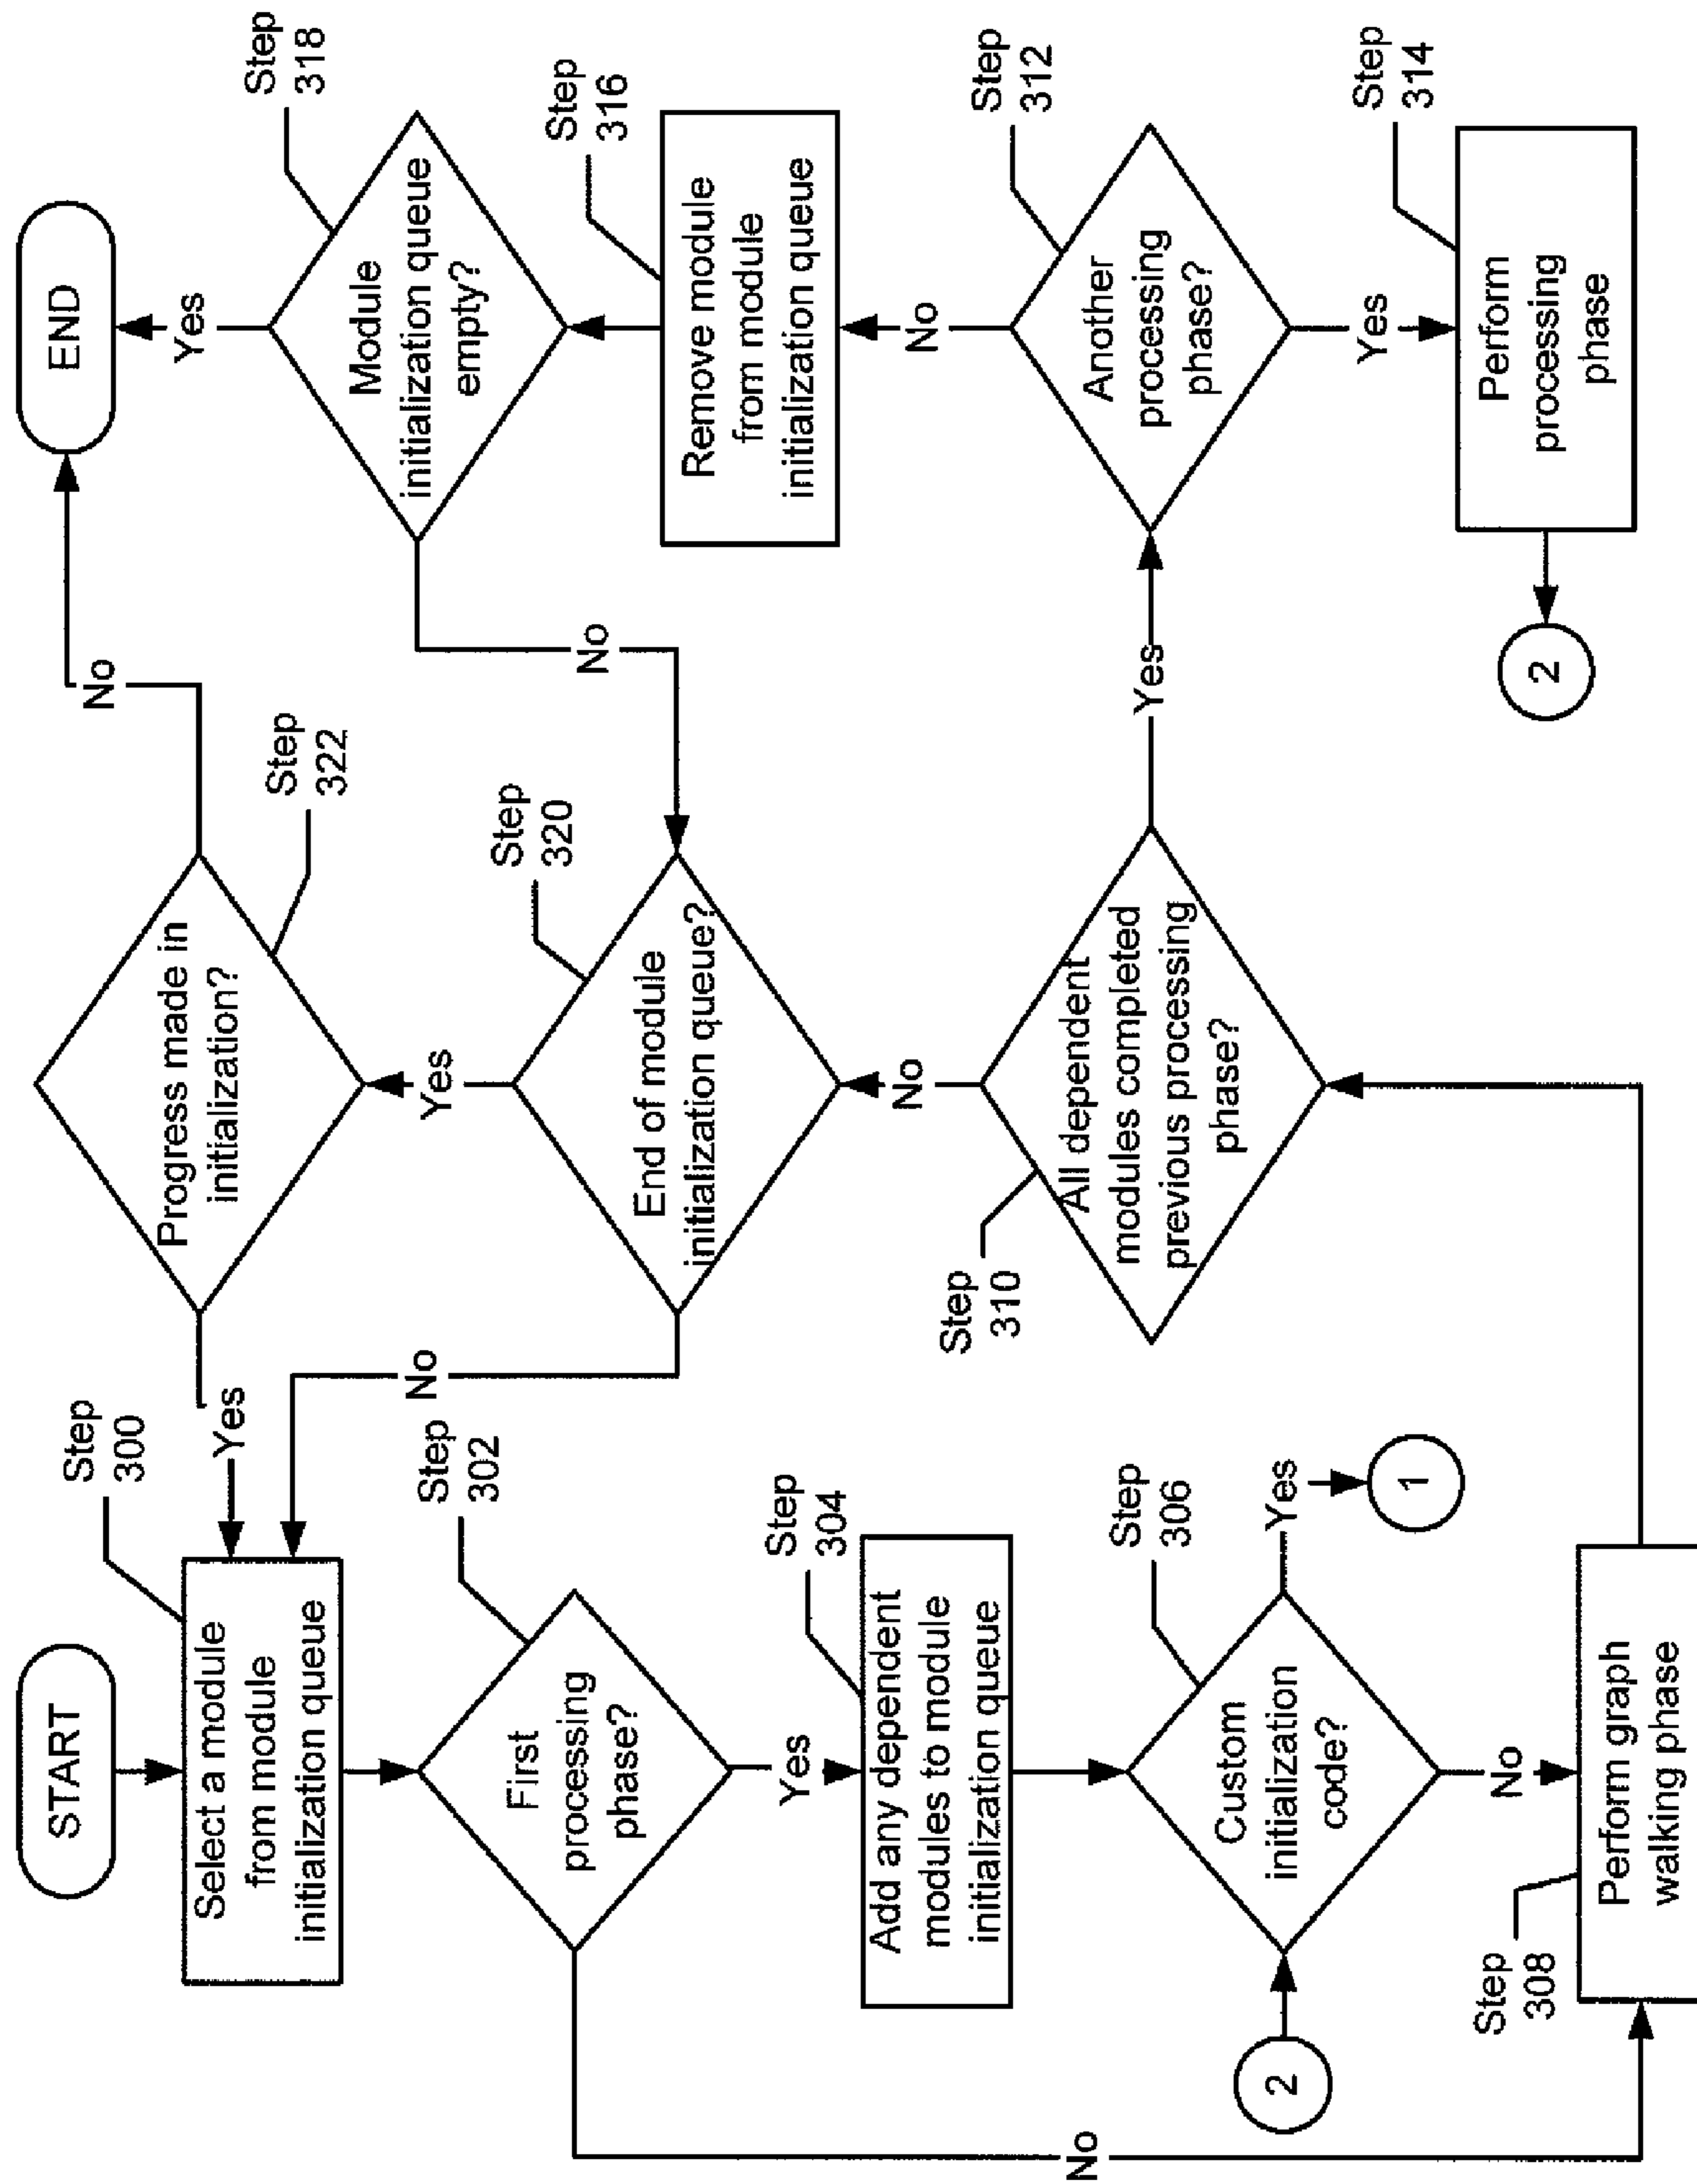 START
Step
300
Select a module
from module
initialization queue
Step
302
First
processing
phase?
Yes
No
Step
304
Add any dependent
modules to module
initialization queue
Step
306
Custom
initialization
code?
Yes
1
2
No
Step
308
Perform graph
walking phase
Yes
Progress made in
initialization?
Step
322
No
No
End of module
initialization queue?
Step
320
Yes
No
All dependent
modules completed
previous processing
phase?
Step
310
Yes
END
Yes
Module
initialization queue
empty?
Step
318
No
Remove module
from module
initialization queue
Step
316
No
Another
processing
phase?
Step
312
Yes
Perform
processing
phase
Step
314
2